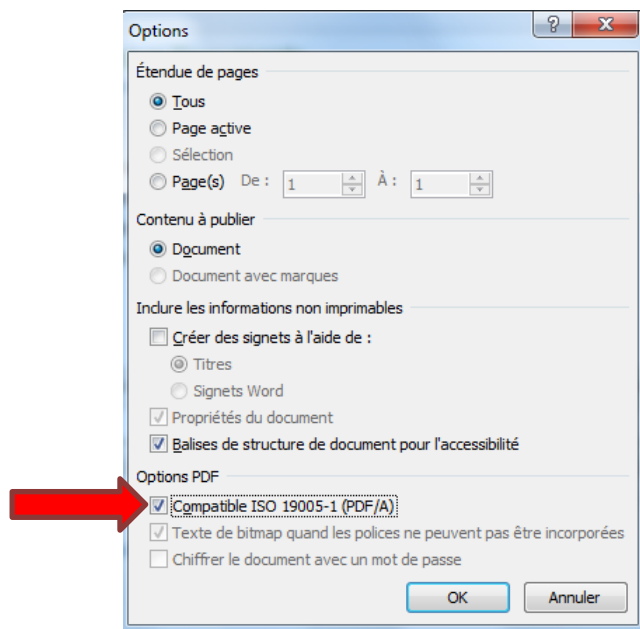 Options
Étendue de pages
Tous
Page active
Sélection
Page(s) De : 1 À : 1
Contenu à publier
Document
Document avec marques
Inclure les informations non imprimables
Créer des signets à l'aide de :
Titres
Signets Word
Propriétés du document
Balises de structure de document pour l'accessibilité
Options PDF
Compatible ISO 19005-1 (PDF/A)
Texte de bitmap quand les polices ne peuvent pas être incorporées
Chiffrer le document avec un mot de passe
OK Annuler